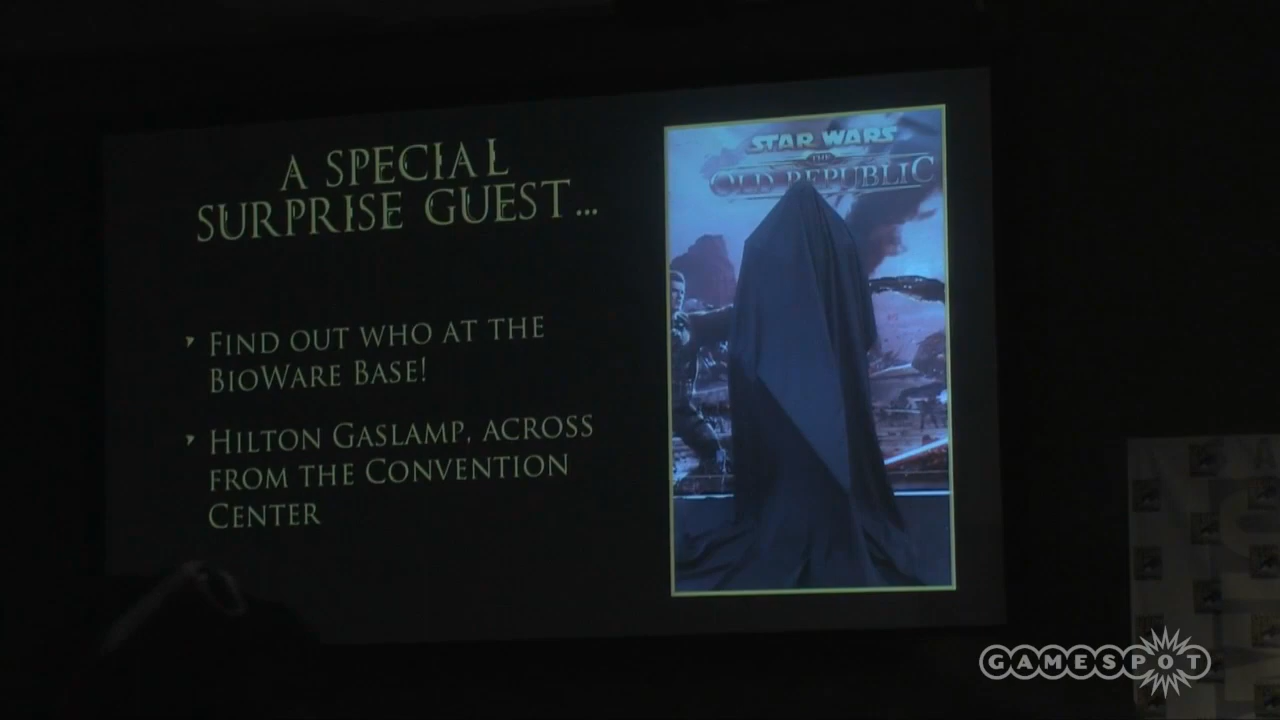 A SPECIAL
SURPRISE GUEST...
STAR WARS
THE
OLD REPUBLIC
FIND OUT WHO AT THE
BIOWARE BASE!
HILTON GASLAMP, ACROSS
FROM THE CONVENTION
CENTER
GAMESPOT